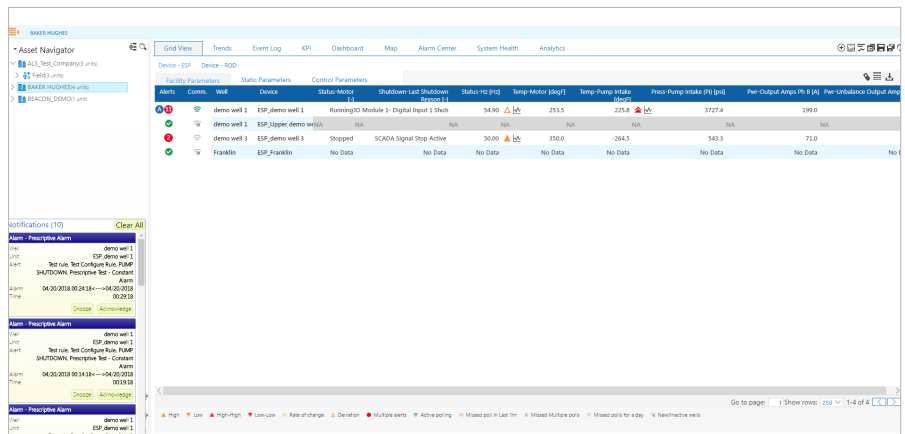 4 BAKER HUGHES
Asset Navigator
ALS_Test_Company(3 units)
Field(3 units)
BAKER HUGHES(4 units)
BEACON_DEMO(1 unit)
Grid View Trends Event Log KPI Dashboard Map Alarm Center System Health Analytics
Device - ESP Device - ROD
Facility Parameters Static Parameters Control Parameters
Alerts Comm. Well Device Status-Motor [-] Shutdown-Last Shutdown Reason [-] Status-Hz [Hz] Temp-Motor [degF] Temp-Pump Intake [degF] Press-Pump Intake (PI) [psi] Pwr-Output Amps Ph B [A] Pwr-Unbalance Output Amp
A 11 demo well 1 ESP_demo well 1 Running IO Module 1- Digital Input 1 Shut 54.90 253.5 225.8 3727.4 199.0
demo well 1 ESP_Upper demo we NA NA NA NA NA NA NA NA
2 demo well 3 ESP_demo well 3 Stopped SCADA Signal Stop Active 50.00 350.0 -264.5 543.3 71.0
Franklin ESP_Franklin No Data No Data No Data No Data No Data No Data No Data No
Notifications (10) Clear All
Alarm - Prescriptive Alarm
Well demo well 1
Unit ESP_demo well 1
Alert Test rule, Test Configure Rule, PUMP
SHUTDOWN, Prescriptive Test - Constant
Alarm
Alarm 04/20/2018 00:24:18<--->04/20/2018
Time 00:29:18
Snooze Acknowledge
Alarm - Prescriptive Alarm
Well demo well 1
Unit ESP_demo well 1
Alert Test rule, Test Configure Rule, PUMP
SHUTDOWN, Prescriptive Test - Constant
Alarm
Alarm 04/20/2018 00:14:18<--->04/20/2018
Time 00:19:18
Snooze Acknowledge
Alarm - Prescriptive Alarm
Well demo well 1
Unit ESP_demo well 1
Alert Test rule, Test Configure Rule, PUMP
Go to page: 1 Show rows: 250 1-4 of 4
High Low High-High Low-Low Rate of change Deviation Multiple alerts Active polling Missed poll in Last 1hr Missed Multiple polls Missed polls for a day New/Inactive wells